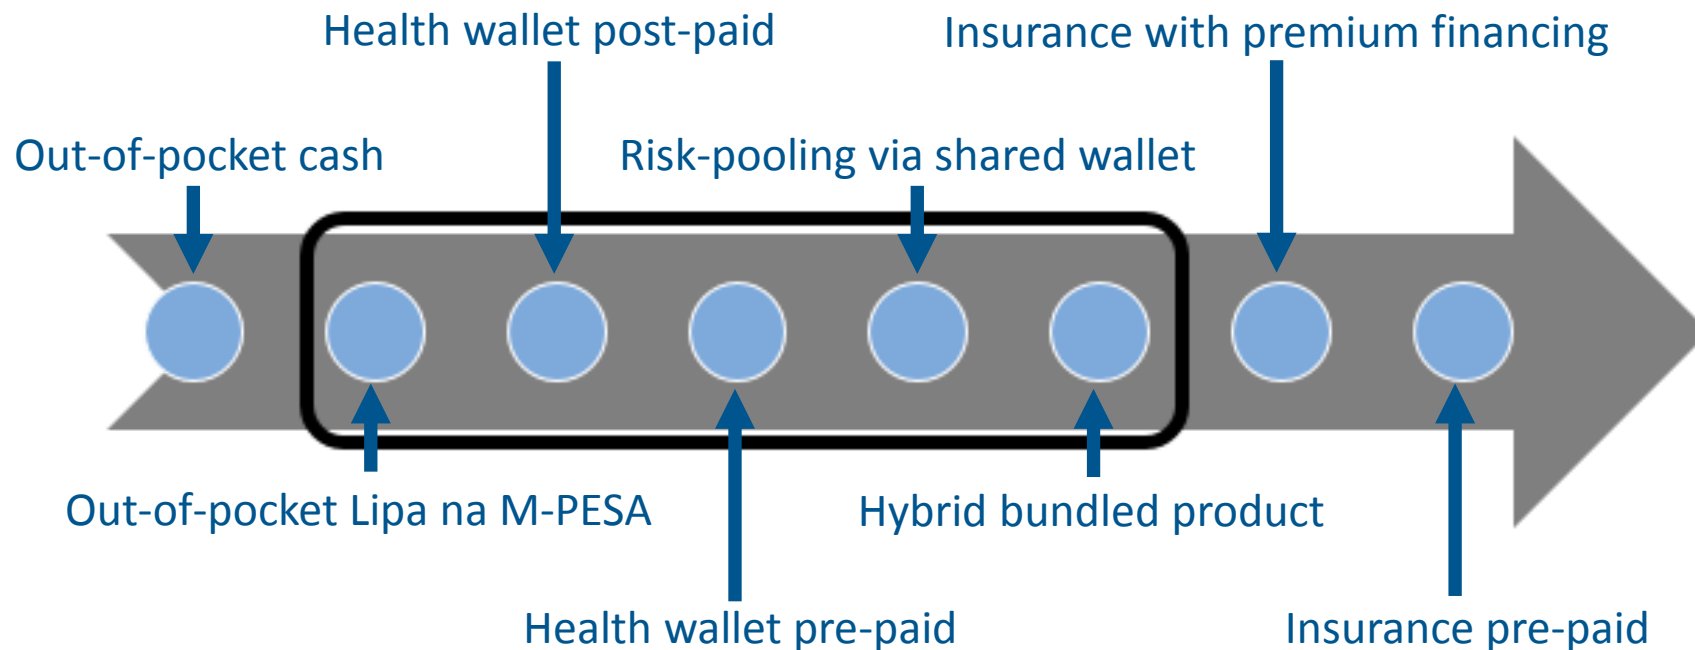 Health wallet post-paid
Insurance with premium financing
Out-of-pocket cash
Risk-pooling via shared wallet
Out-of-pocket Lipa na M-PESA
Hybrid bundled product
Health wallet pre-paid
Insurance pre-paid